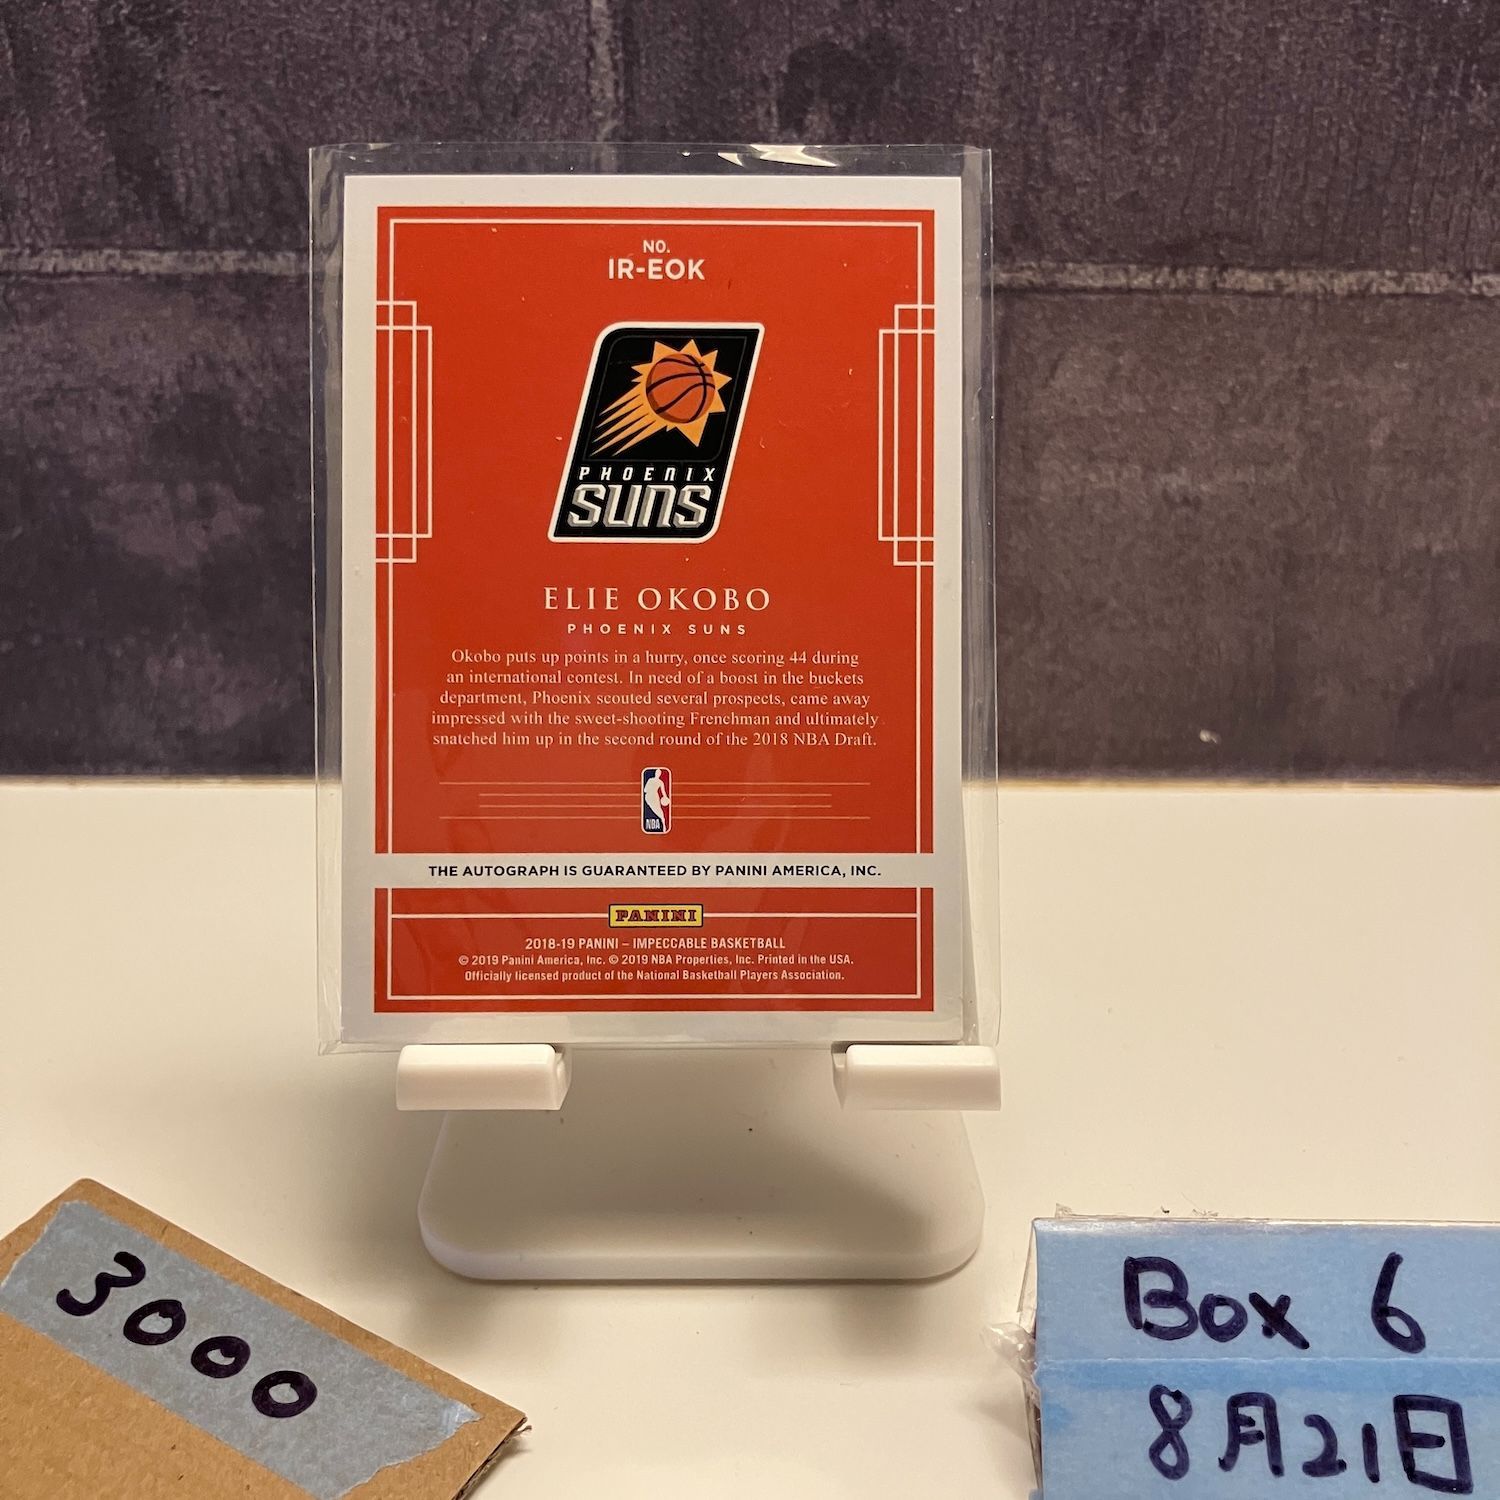 NO.
IR-EOK
PHOENIX
SUNS
ELIE OKOBO
PHOENIX SUNS
Okobo puts up points in a hurry, once scoring 44 during
an international contest. In need of a boost in the buckets
department, Phoenix scouted several prospects, came away
impressed with the sweet-shooting Frenchman and ultimately
snatched him up in the second round of the 2018 NBA Draft.
NBA
THE AUTOGRAPH IS GUARANTEED BY PANINI AMERICA, INC.
PANINI
2018-19 PANINI – IMPECCABLE BASKETBALL
© 2019 Panini America, Inc. © 2019 NBA Properties, Inc. Printed in the USA.
Officially licensed product of the National Basketball Players Association.
3000
Box 6
8月21日